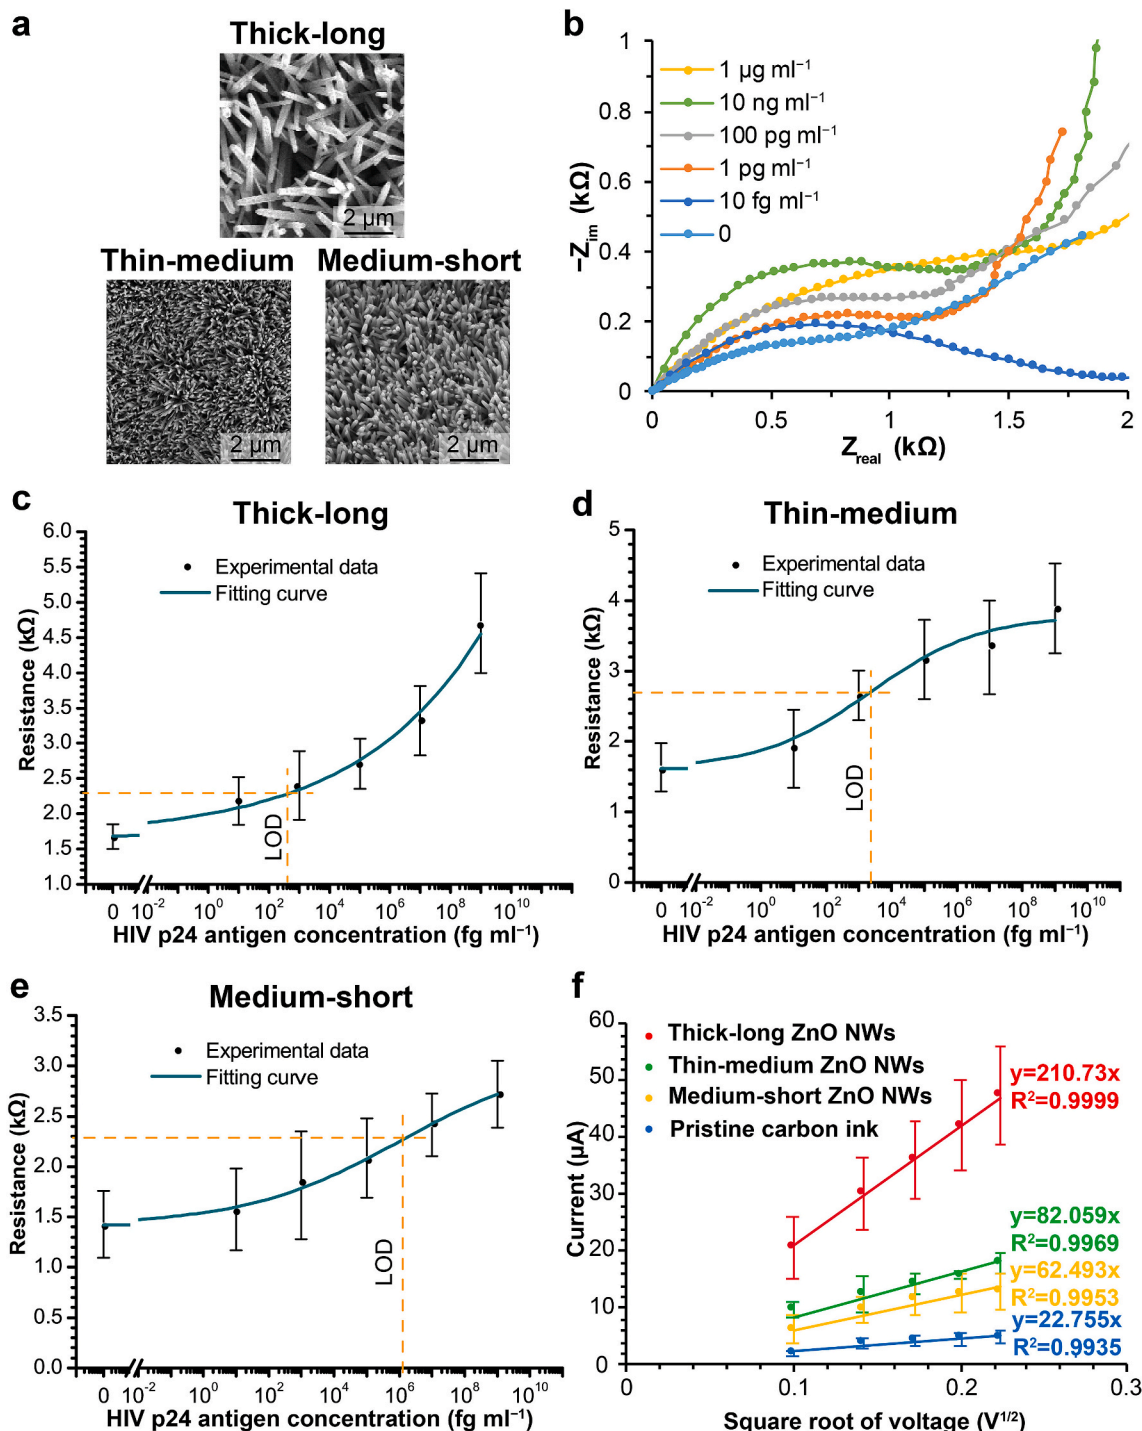 a
Thick-long
2 µm
Thin-medium
2 µm
Medium-short
2 µm
b
1
0.8
0.6
0.4
0.2
0
1 µg ml⁻¹
10 ng ml⁻¹
100 pg ml⁻¹
1 pg ml⁻¹
10 fg ml⁻¹
0
−Zim (kΩ)
0
0.5
1
1.5
2
Zreal (kΩ)
c
Thick-long
6.0
5.5
5.0
4.5
4.0
3.5
3.0
2.5
2.0
1.5
1.0
Resistance (kΩ)
Experimental data
Fitting curve
LOD
0 10⁻² 10⁰ 10² 10⁴ 10⁶ 10⁸ 10¹⁰
HIV p24 antigen concentration (fg ml⁻¹)
d
Thin-medium
5
4
3
2
1
0
Resistance (kΩ)
Experimental data
Fitting curve
LOD
0 10⁻² 10⁰ 10² 10⁴ 10⁶ 10⁸ 10¹⁰
HIV p24 antigen concentration (fg ml⁻¹)
e
Medium-short
3.5
3.0
2.5
2.0
1.5
1.0
0.5
0.0
Resistance (kΩ)
Experimental data
Fitting curve
LOD
0 10⁻² 10⁰ 10² 10⁴ 10⁶ 10⁸ 10¹⁰
HIV p24 antigen concentration (fg ml⁻¹)
f
60
50
40
30
20
10
0
Current (µA)
Thick-long ZnO NWs
Thin-medium ZnO NWs
Medium-short ZnO NWs
Pristine carbon ink
y=210.73x
R²=0.9999
y=82.059x
R²=0.9969
y=62.493x
R²=0.9953
y=22.755x
R²=0.9935
0
0.1
0.2
0.3
Square root of voltage (V¹/²)